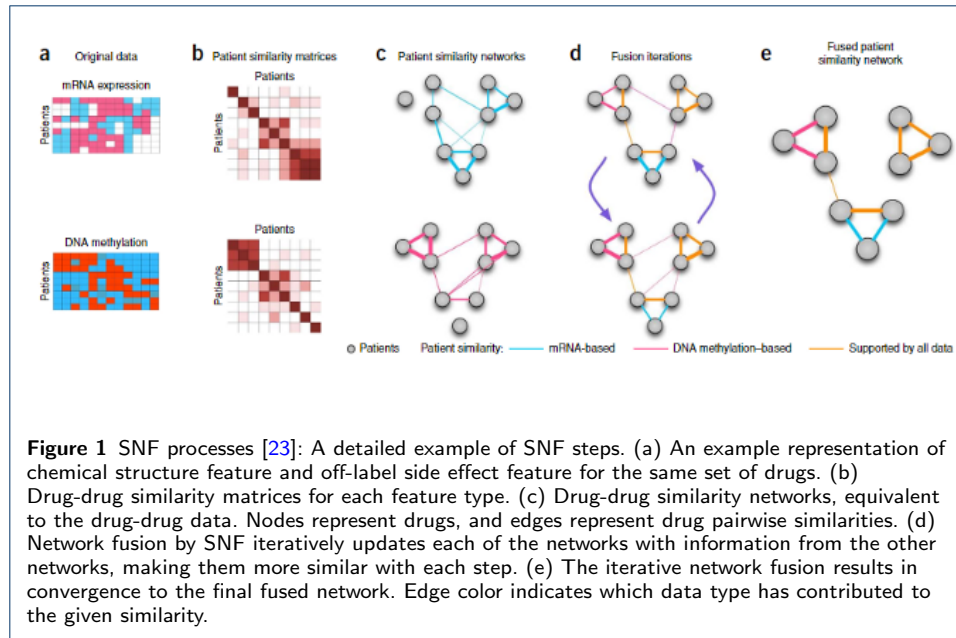 a Original data
b Patient similarity matrices
c Patient similarity networks
d Fusion iterations
e Fused patient
similarity network
mRNA expression
Patients
Patients
DNA methylation
Patients
Patients
Patients Patient similarity: mRNA-based DNA methylation–based Supported by all data
Figure 1 SNF processes [23]: A detailed example of SNF steps. (a) An example representation of
chemical structure feature and off-label side effect feature for the same set of drugs. (b)
Drug-drug similarity matrices for each feature type. (c) Drug-drug similarity networks, equivalent
to the drug-drug data. Nodes represent drugs, and edges represent drug pairwise similarities. (d)
Network fusion by SNF iteratively updates each of the networks with information from the other
networks, making them more similar with each step. (e) The iterative network fusion results in
convergence to the final fused network. Edge color indicates which data type has contributed to
the given similarity.